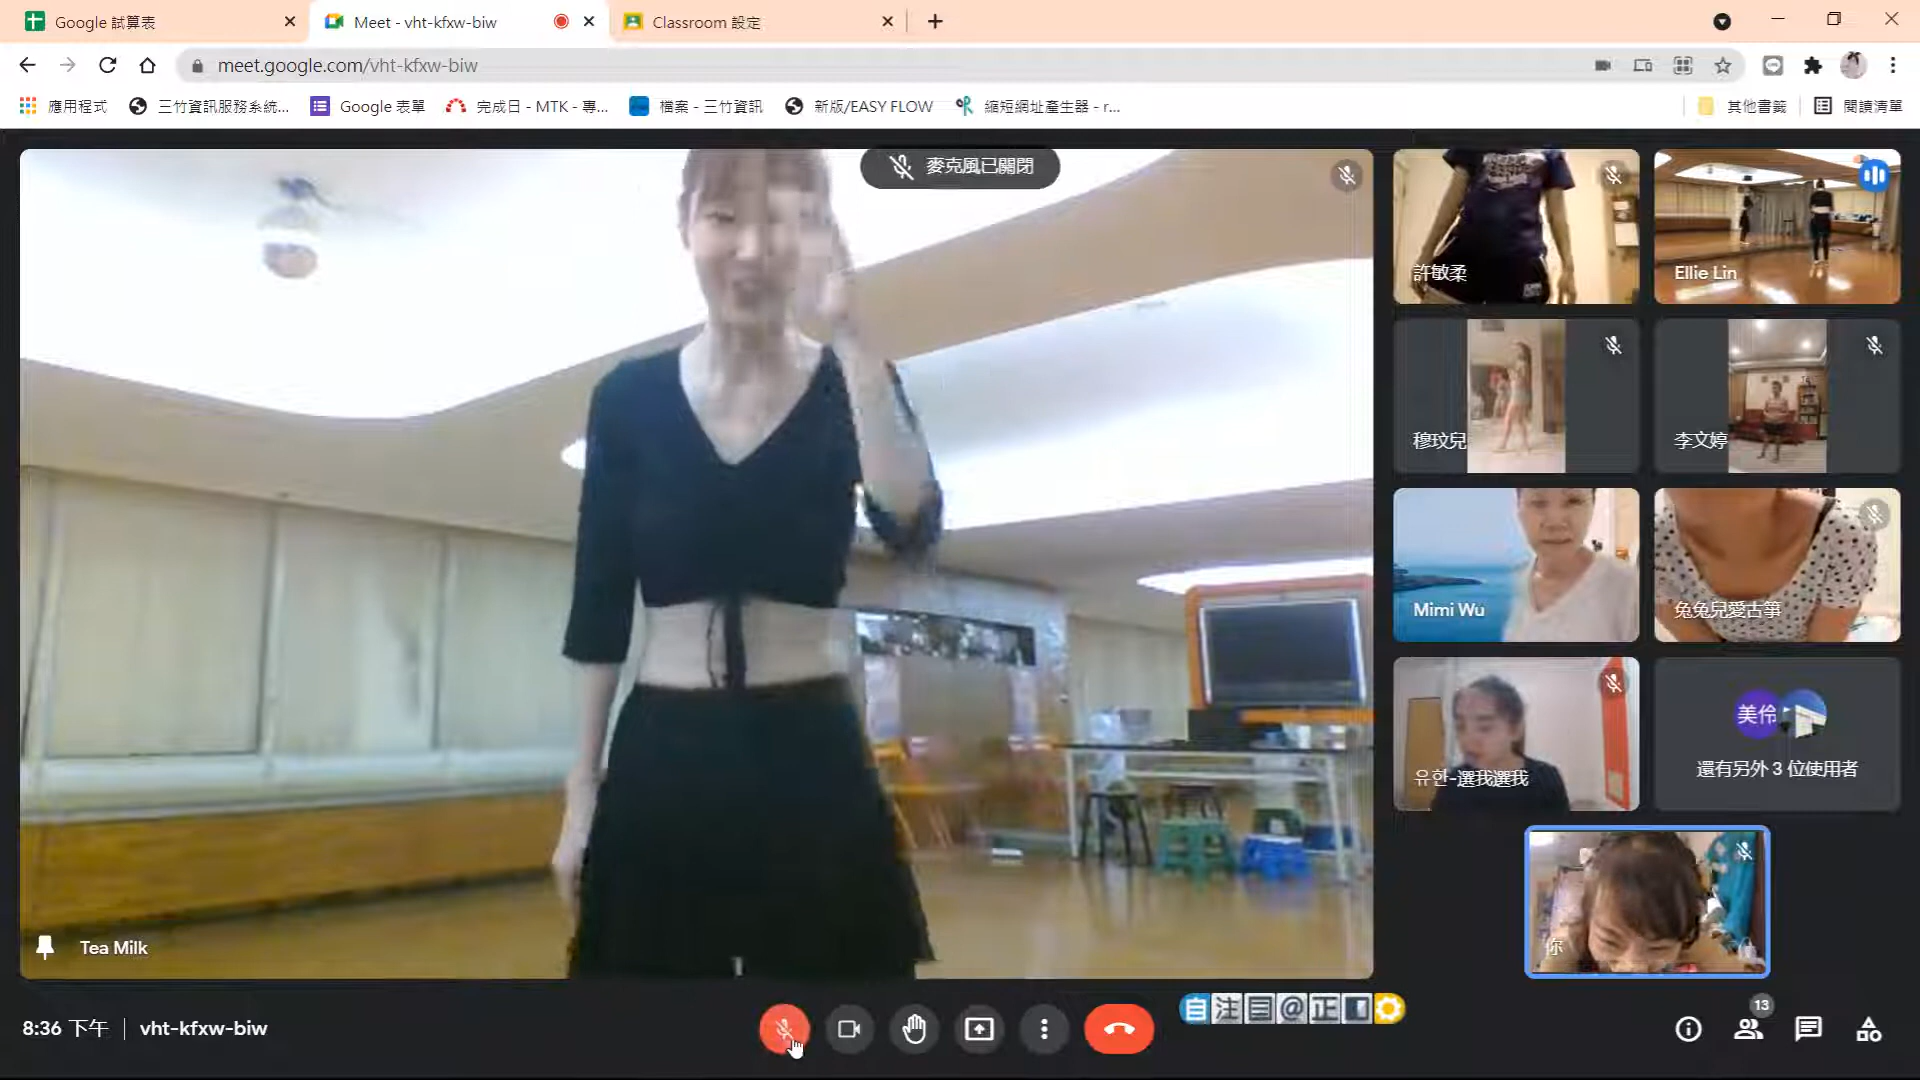 Google 試算表
Meet - vht-kfxw-biw
Classroom 設定
meet.google.com/vht-kfxw-biw
應用程式
三竹資訊服務系統...
Google 表單
完成日 - MTK - 專...
檔案 - 三竹資訊
新版/EASY FLOW
縮短網址產生器 - r...
其他書籤
閱讀清單
麥克風已關閉
許敏柔
Ellie Lin
穆玟兒
李文婷
Mimi Wu
兔兔兒愛古箏
유한-選我選我
美伶
還有另外 3 位使用者
你
Tea Milk
8:36 下午
vht-kfxw-biw
自注目@正
13